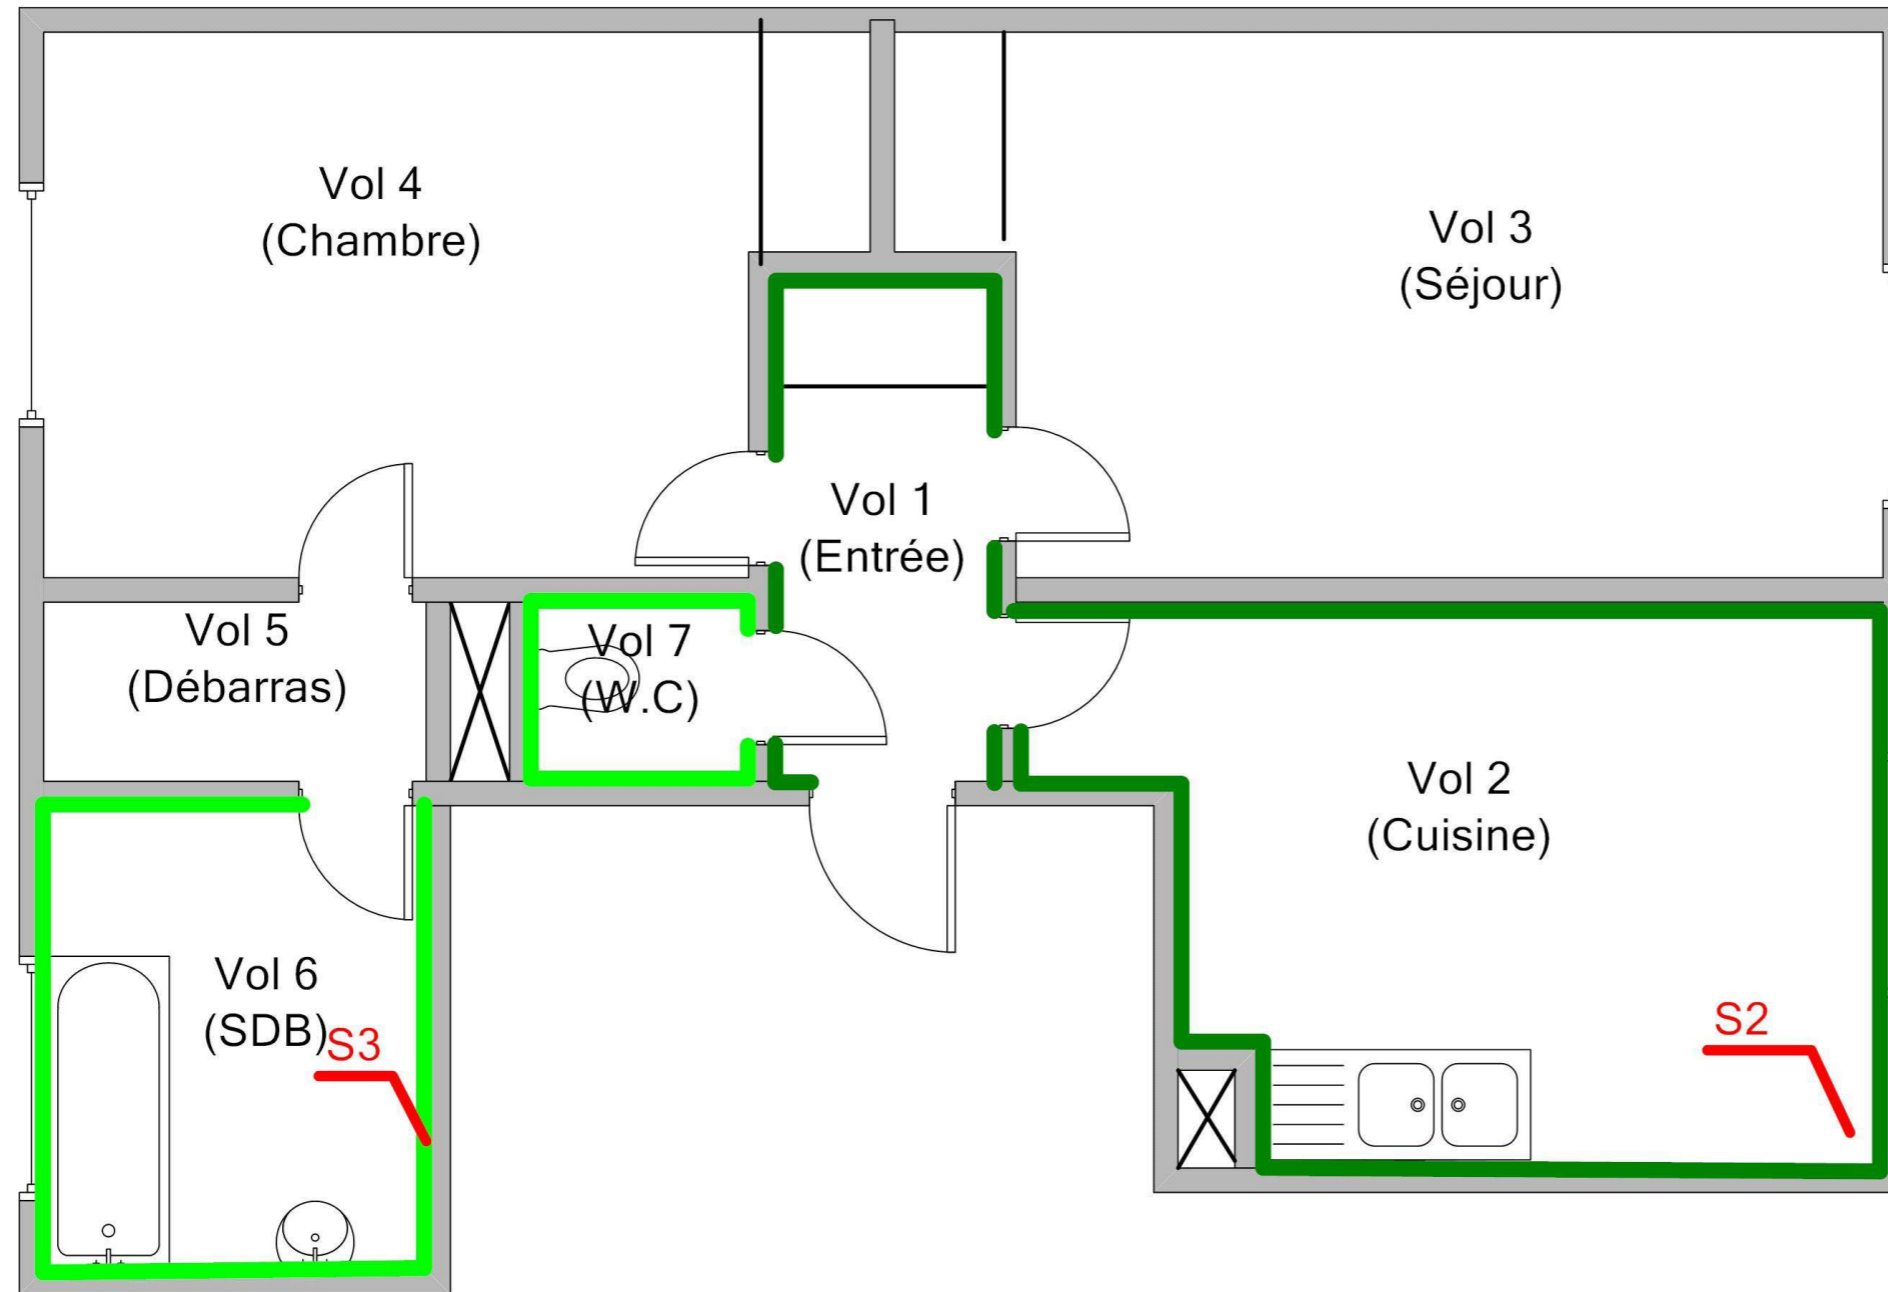 Vol 4
(Chambre)
Vol 3
(Séjour)
Vol 1
(Entrée)
Vol 5
(Débarras)
Vol 7
(W.C)
Vol 2
(Cuisine)
Vol 6
(SDB)
S3
S2